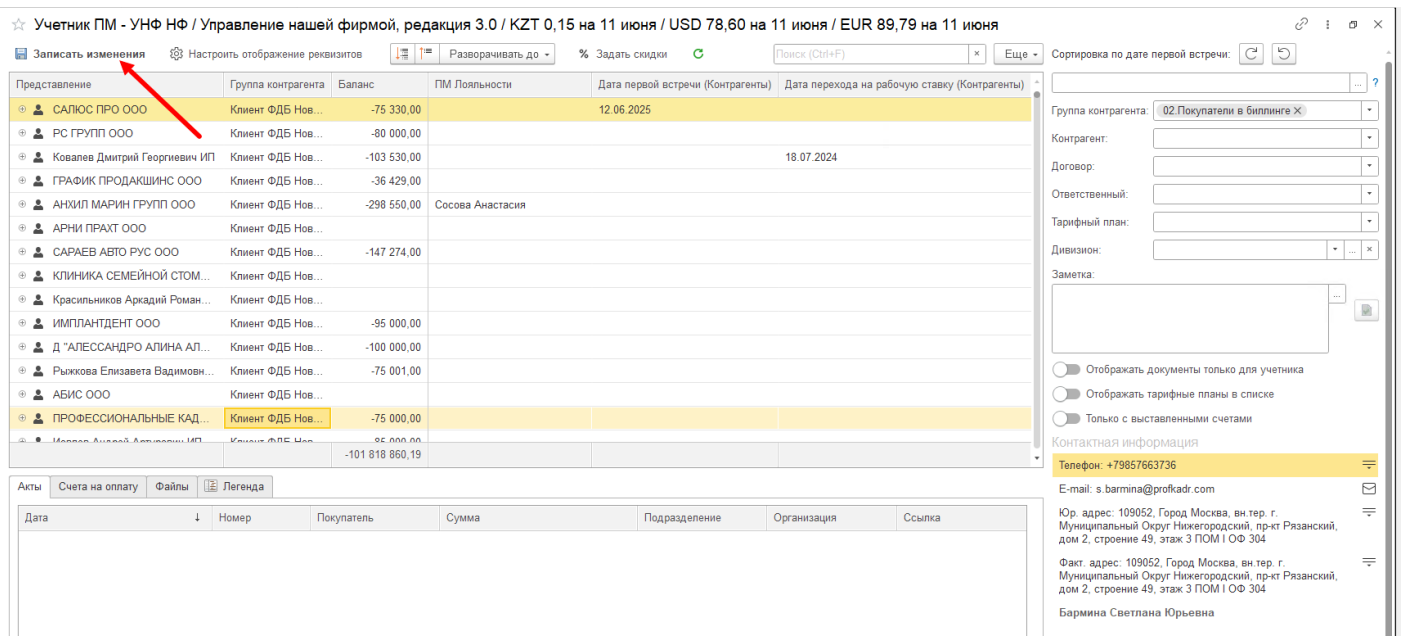 Учетник ПМ - УНФ НФ / Управление нашей фирмой, редакция 3.0 / KZT 0,15 на 11 июня / USD 78,60 на 11 июня / EUR 89,79 на 11 июня
Записать изменения Настроить отображение реквизитов Разворачивать до % Задать скидки Поиск (Ctrl+F) × Еще
Сортировка по дате первой встречи:
Представление Группа контрагента Баланс ПМ Лояльности Дата первой встречи (Контрагенты) Дата перехода на рабочую ставку (Контрагенты)
САЛЮС ПРО ООО Клиент ФДБ Нов... -75 330,00 12.06.2025
РС ГРУПП ООО Клиент ФДБ Нов... -80 000,00
Ковалев Дмитрий Георгиевич ИП Клиент ФДБ Нов... -103 530,00 18.07.2024
ГРАФИК ПРОДАКШИНС ООО Клиент ФДБ Нов... -36 429,00
АНХИЛ МАРИН ГРУПП ООО Клиент ФДБ Нов... -298 550,00 Сосова Анастасия
АРНИ ПРАХТ ООО Клиент ФДБ Нов...
САРАЕВ АВТО РУС ООО Клиент ФДБ Нов... -147 274,00
КЛИНИКА СЕМЕЙНОЙ СТОМ... Клиент ФДБ Нов...
Красильников Аркадий Роман... Клиент ФДБ Нов...
ИМПЛАНТДЕНТ ООО Клиент ФДБ Нов... -95 000,00
Д "АЛЕССАНДРО АЛИНА АЛ... Клиент ФДБ Нов... -100 000,00
Рыжкова Елизавета Вадимовн... Клиент ФДБ Нов... -75 001,00
АБИС ООО Клиент ФДБ Нов...
ПРОФЕССИОНАЛЬНЫЕ КАД... Клиент ФДБ Нов... -75 000,00
-101 818 860,19
... ?
Группа контрагента: 02.Покупатели в биллинге ×
Контрагент:
Договор:
Ответственный:
Тарифный план:
Дивизион: ... ×
Заметка:
...
Отображать документы только для учетника
Отображать тарифные планы в списке
Только с выставленными счетами
Контактная информация
Телефон: +79857663736
E-mail: s.barmina@profkadr.com
Юр. адрес: 109052, Город Москва, вн.тер. г.
Муниципальный Округ Нижегородский, пр-кт Рязанский,
дом 2, строение 49, этаж 3 ПОМ I ОФ 304
Факт. адрес: 109052, Город Москва, вн.тер. г.
Муниципальный Округ Нижегородский, пр-кт Рязанский,
дом 2, строение 49, этаж 3 ПОМ I ОФ 304
Бармина Светлана Юрьевна
Акты Счета на оплату Файлы Легенда
Дата ↓ Номер Покупатель Сумма Подразделение Организация Ссылка